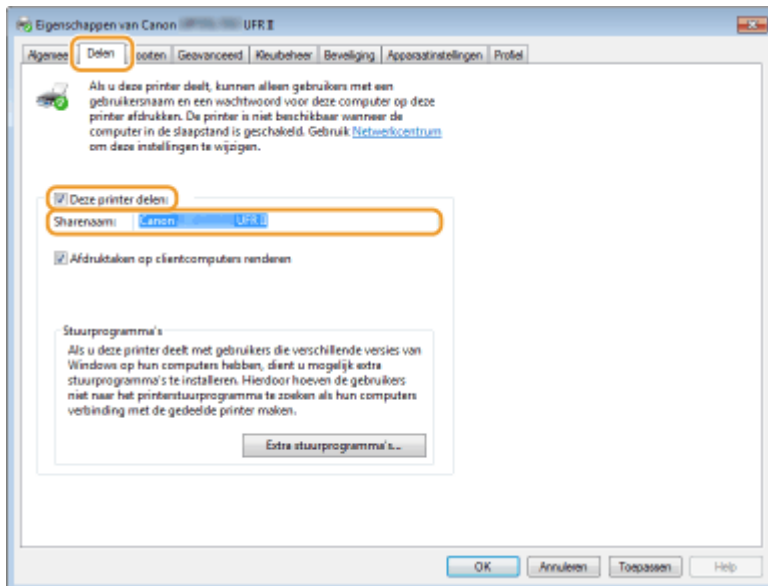 Eigenschappen van Canon UFR II
Algemeen Delen Poorten Geavanceerd Kleurbeheer Beveiliging Apparaatinstellingen Profiel
Als u deze printer deelt, kunnen alleen gebruikers met een
gebruikersnaam en een wachtwoord voor deze computer op deze
printer afdrukken. De printer is niet beschikbaar wanneer de
computer in de slaapstand is geschakeld. Gebruik Netwerkcentrum
om deze instellingen te wijzigen.
Deze printer delen:
Sharenaam: Canon UFR II
Afdruktaken op clientcomputers renderen
Stuurprogramma's
Als u deze printer deelt met gebruikers die verschillende versies van
Windows op hun computers hebben, dient u mogelijk extra
stuurprogramma's te installeren. Hierdoor hoeven de gebruikers
niet naar het printerstuurprogramma te zoeken als hun computers
verbinding met de gedeelde printer maken.
Extra stuurprogramma's...
OK Annuleren Toepassen Help